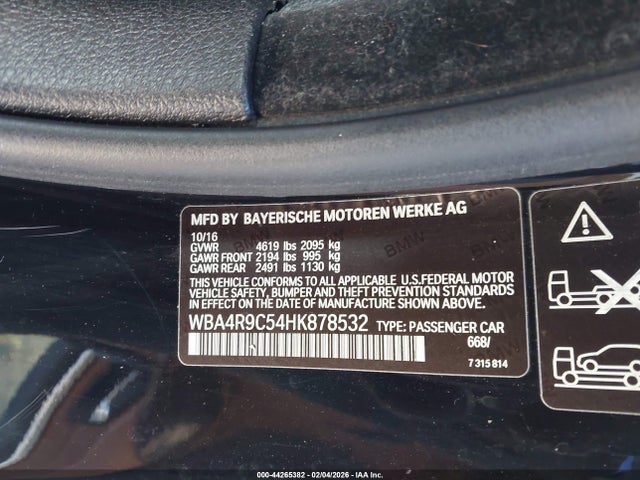 MFD BY BAYERISCHE MOTOREN WERKE AG
10/16
GVWR 4619 lbs 2095 kg
GAWR FRONT 2194 lbs 995 kg
GAWR REAR 2491 lbs 1130 kg
THIS VEHICLE CONFORMS TO ALL APPLICABLE U.S.FEDERAL MOTOR
VEHICLE SAFETY, BUMPER AND THEFT PREVENTION STANDARDS
IN EFFECT ON THE DATE OF MANUFACTURE SHOWN ABOVE.
WBA4R9C54HK878532 TYPE: PASSENGER CAR
668/
7 315 814
000-44265382 | 02/04/2026 - IAA Inc.